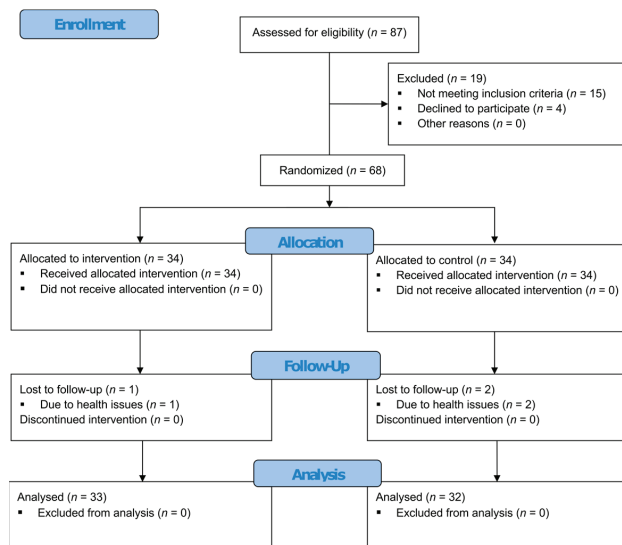 Enrollment
Assessed for eligibility (n = 87)
Excluded (n = 19)
▪ Not meeting inclusion criteria (n = 15)
▪ Declined to participate (n = 4)
▪ Other reasons (n = 0)
Randomized (n = 68)
Allocation
Allocated to intervention (n = 34)
▪ Received allocated intervention (n = 34)
▪ Did not receive allocated intervention (n = 0)
Allocated to control (n = 34)
▪ Received allocated intervention (n = 34)
▪ Did not receive allocated intervention (n = 0)
Follow-Up
Lost to follow-up (n = 1)
▪ Due to health issues (n = 1)
Discontinued intervention (n = 0)
Lost to follow-up (n = 2)
▪ Due to health issues (n = 2)
Discontinued intervention (n = 0)
Analysis
Analysed (n = 33)
▪ Excluded from analysis (n = 0)
Analysed (n = 32)
▪ Excluded from analysis (n = 0)